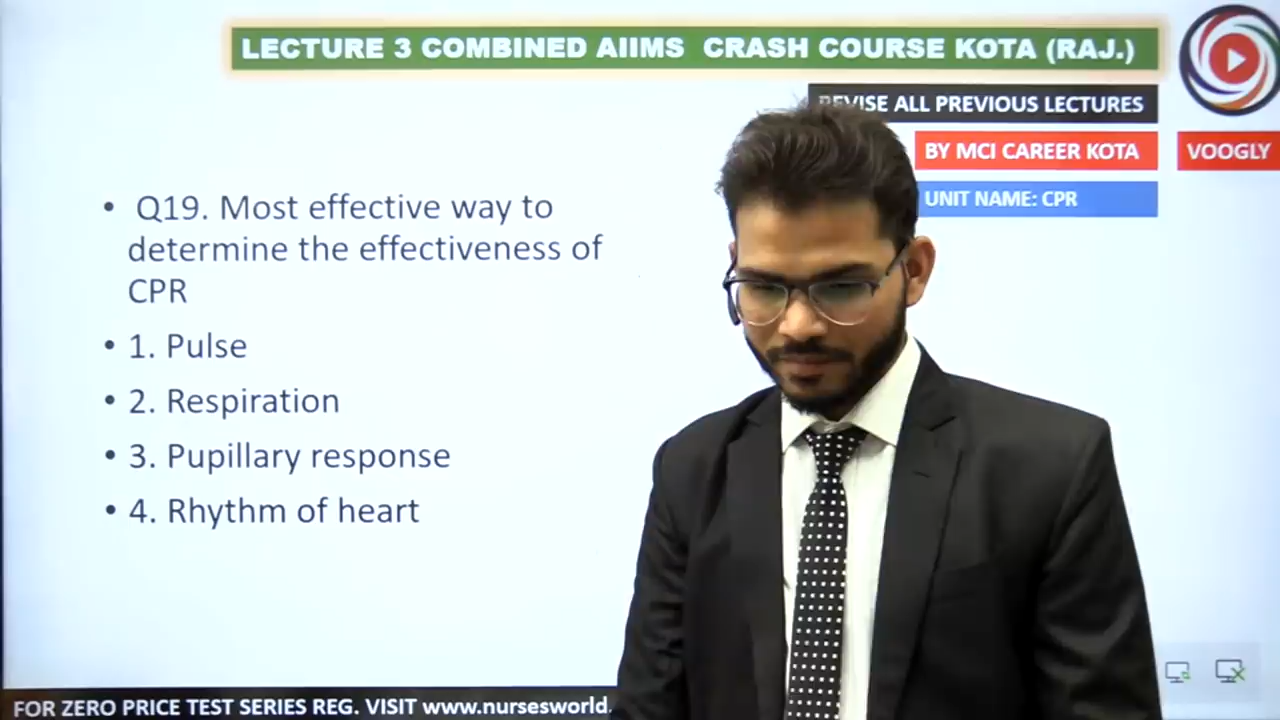 LECTURE 3 COMBINED AIIMS CRASH COURSE KOTA (RAJ.)
REVISE ALL PREVIOUS LECTURES
BY MCI CAREER KOTA
VOOGLY
UNIT NAME: CPR
• Q19. Most effective way to
determine the effectiveness of
CPR
• 1. Pulse
• 2. Respiration
• 3. Pupillary response
• 4. Rhythm of heart
FOR ZERO PRICE TEST SERIES REG. VISIT www.nursesworld.